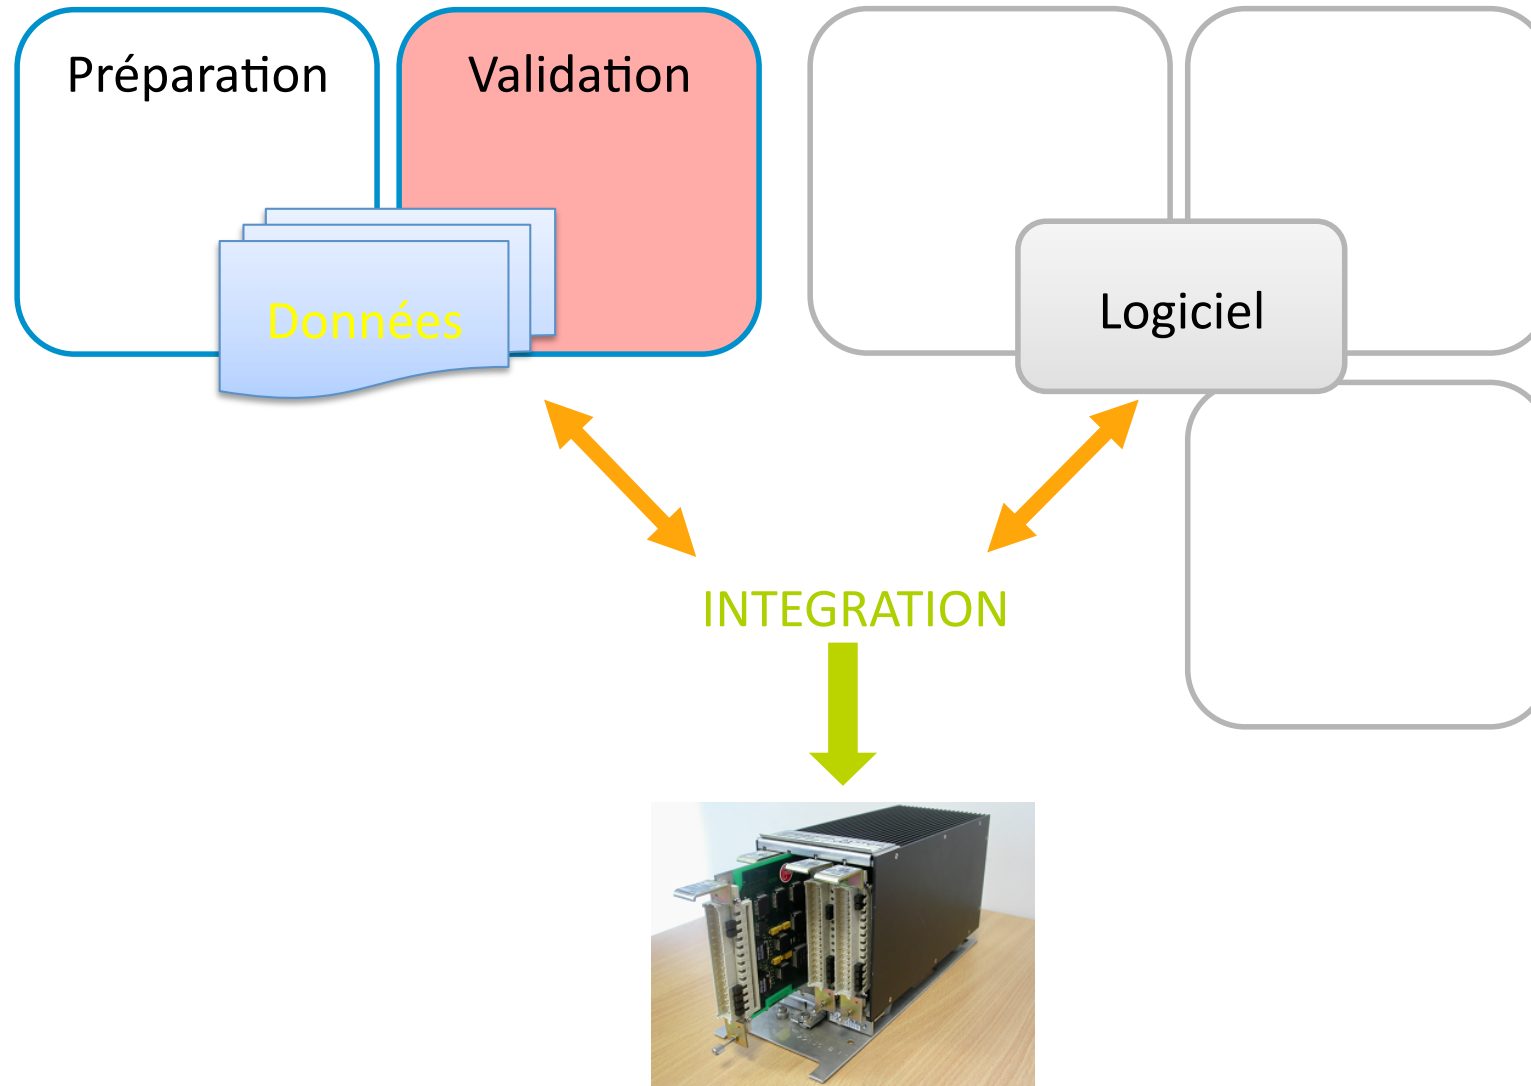 Préparation
Validation
Données
Logiciel
INTEGRATION